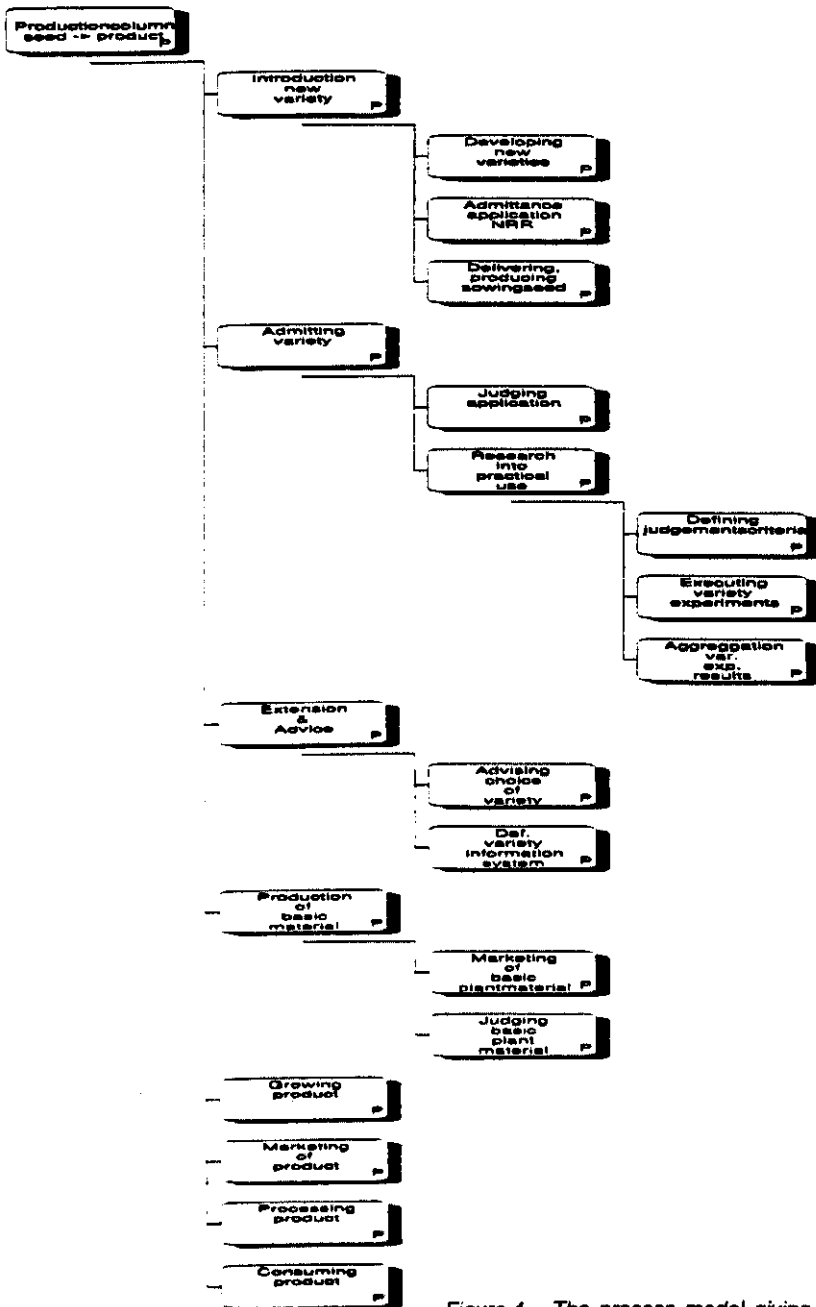 Productioncolumn
seed -> product
P
Introduction
new
variety
P
Developing
new
varieties
P
Admittance
application
NRR
P
Delivering,
producing
sowingseed
P
Admitting
variety
P
Judging
application
P
Research
into
practical
use
P
Defining
judgementscriteria
P
Executing
variety
experiments
P
Aggreggation
var.
exp.
results
P
Extension
&
Advice
P
Advising
choice
of
variety
P
Def.
variety
information
system
P
Production
of
basic
material
P
Marketing
of
basic
plantmaterial
P
Judging
basic
plant
material
P
Growing
product
P
Marketing
of
product
P
Processing
product
P
Consuming
product
P
Figure 4 The process model giving